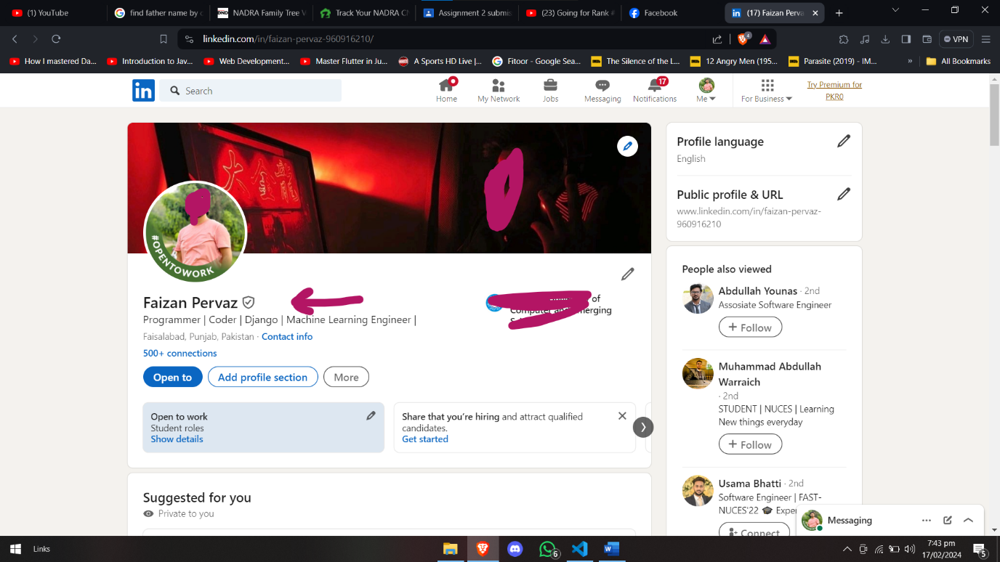 (1) YouTube
find father name by c
NADRA Family Tree V
Track Your NADRA CN
Assignment 2 submis
(23) Going for Rank #
Facebook
(17) Faizan Perva
linkedin.com/in/faizan-pervaz-960916210/
4
VPN
How I mastered Da...
Introduction to Jav...
Web Development...
Master Flutter in Ju...
A Sports HD Live |...
Fitoor - Google Sea...
The Silence of the L...
12 Angry Men (195...
Parasite (2019) - IM...
»
All Bookmarks
in
Search
Home
My Network
Jobs
Messaging
17
Notifications
Me
For Business
Try Premium for
PKR0
#OPENTOWORK
Faizan Pervaz
Programmer | Coder | Django | Machine Learning Engineer |
Faisalabad, Punjab, Pakistan · Contact info
500+ connections
of
Computer and Emerging
Open to
Add profile section
More
Open to work
Student roles
Show details
Share that you're hiring and attract qualified
candidates.
Get started
Suggested for you
Private to you
Profile language
English
Public profile & URL
www.linkedin.com/in/faizan-pervaz-
960916210
People also viewed
Abdullah Younas · 2nd
Assosiate Software Engineer
+ Follow
Muhammad Abdullah
Warraich
· 2nd
STUDENT | NUCES | Learning
New things everyday
+ Follow
Usama Bhatti · 2nd
Software Engineer | FAST-
NUCES'22 🎓 Exper
Connect
Messaging
Links
6
7:43 pm
17/02/2024
5